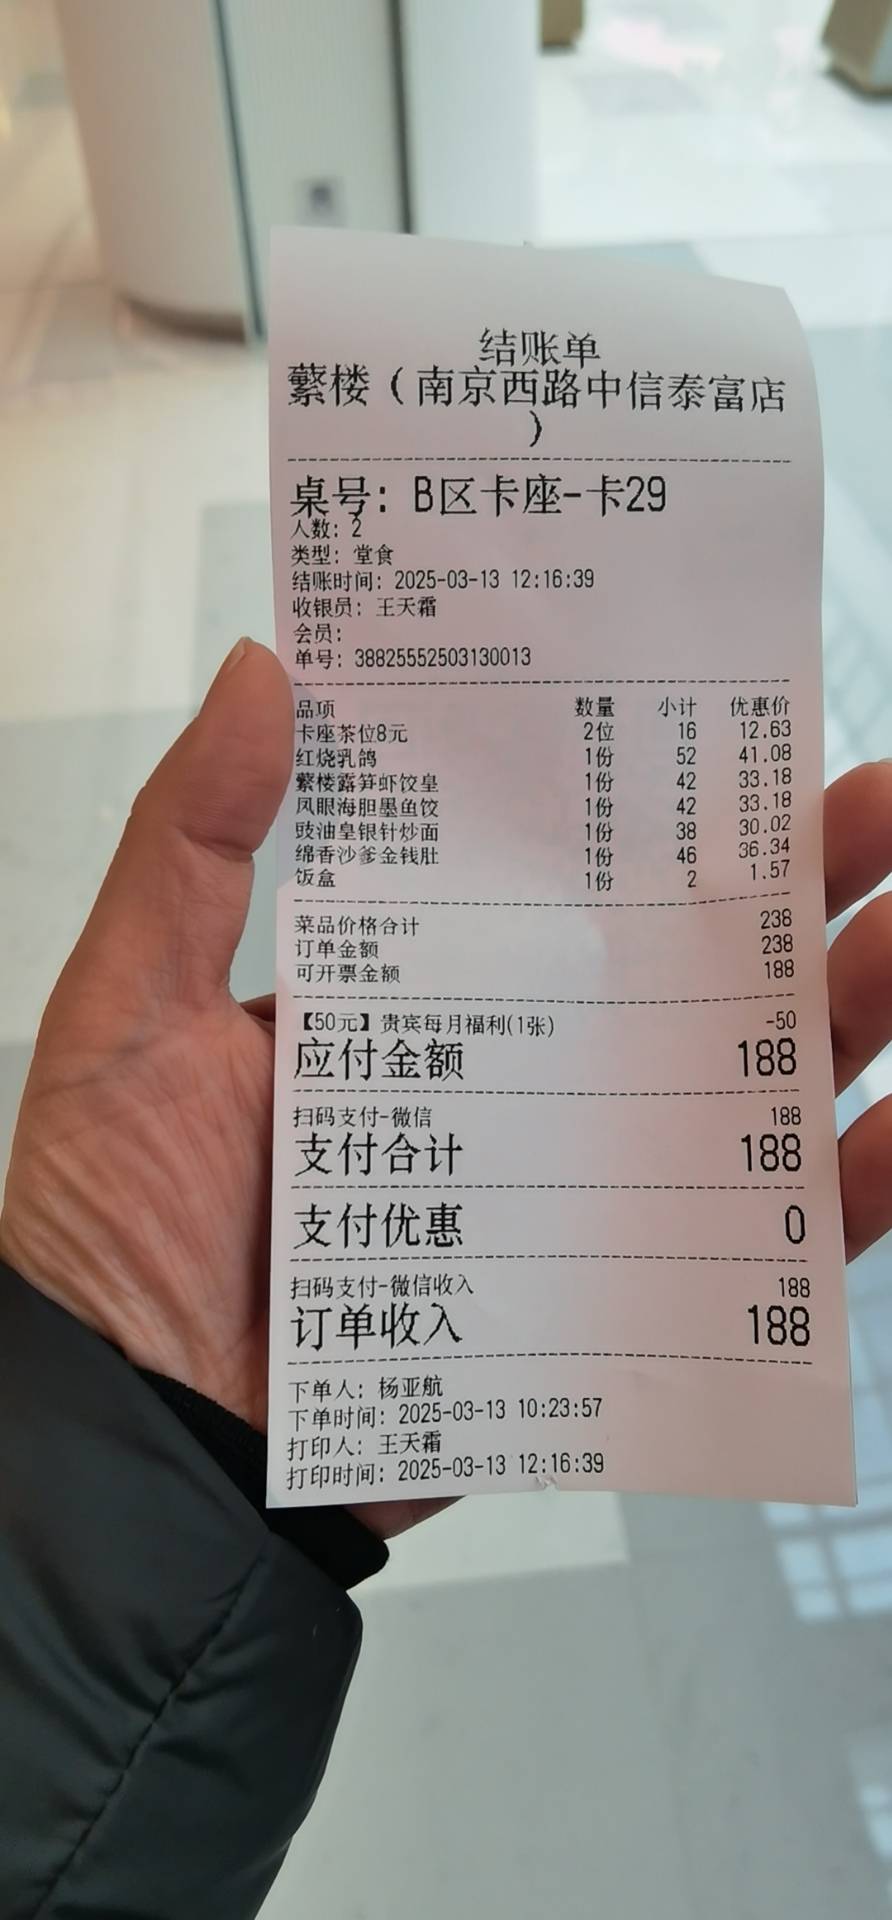 结账单
蘩楼（南京西路中信泰富店
）
桌号：B区卡座-卡29
人数：2
类型：堂食
结账时间：2025-03-13 12:16:39
收银员：王天霜
会员：
单号：38825552503130013
品项 数量 小计 优惠价
卡座茶位8元 2位 16 12.63
红烧乳鸽 1份 52 41.08
蘩楼露笋虾饺皇 1份 42 33.18
凤眼海胆墨鱼饺 1份 42 33.18
豉油皇银针炒面 1份 38 30.02
绵香沙爹金钱肚 1份 46 36.34
饭盒 1份 2 1.57
菜品价格合计 238
订单金额 238
可开票金额 188
【50元】贵宾每月福利(1张) -50
应付金额 188
扫码支付-微信 188
支付合计 188
支付优惠 0
扫码支付-微信收入 188
订单收入 188
下单人：杨亚航
下单时间：2025-03-13 10:23:57
打印人：王天霜
打印时间：2025-03-13 12:16:39